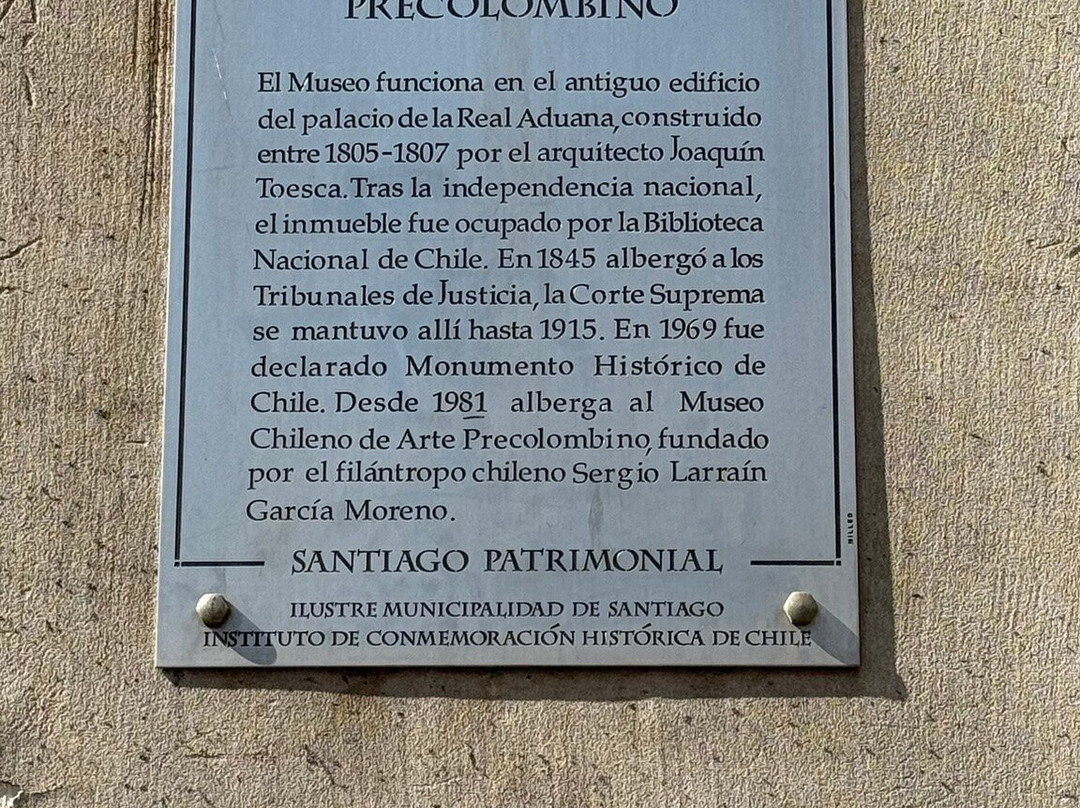 PRECOLOMBINO
El Museo funciona en el antiguo edificio
del palacio de la Real Aduana, construido
entre 1805-1807 por el arquitecto Joaquín
Toesca. Tras la independencia nacional,
el inmueble fue ocupado por la Biblioteca
Nacional de Chile. En 1845 albergó a los
Tribunales de Justicia, la Corte Suprema
se mantuvo allí hasta 1915. En 1969 fue
declarado Monumento Histórico de
Chile. Desde 1981 alberga al Museo
Chileno de Arte Precolombino, fundado
por el filántropo chileno Sergio Larraín
García Moreno.
SANTIAGO PATRIMONIAL
ILUSTRE MUNICIPALIDAD DE SANTIAGO
INSTITUTO DE CONMEMORACIÓN HISTÓRICA DE CHILE
MILLED